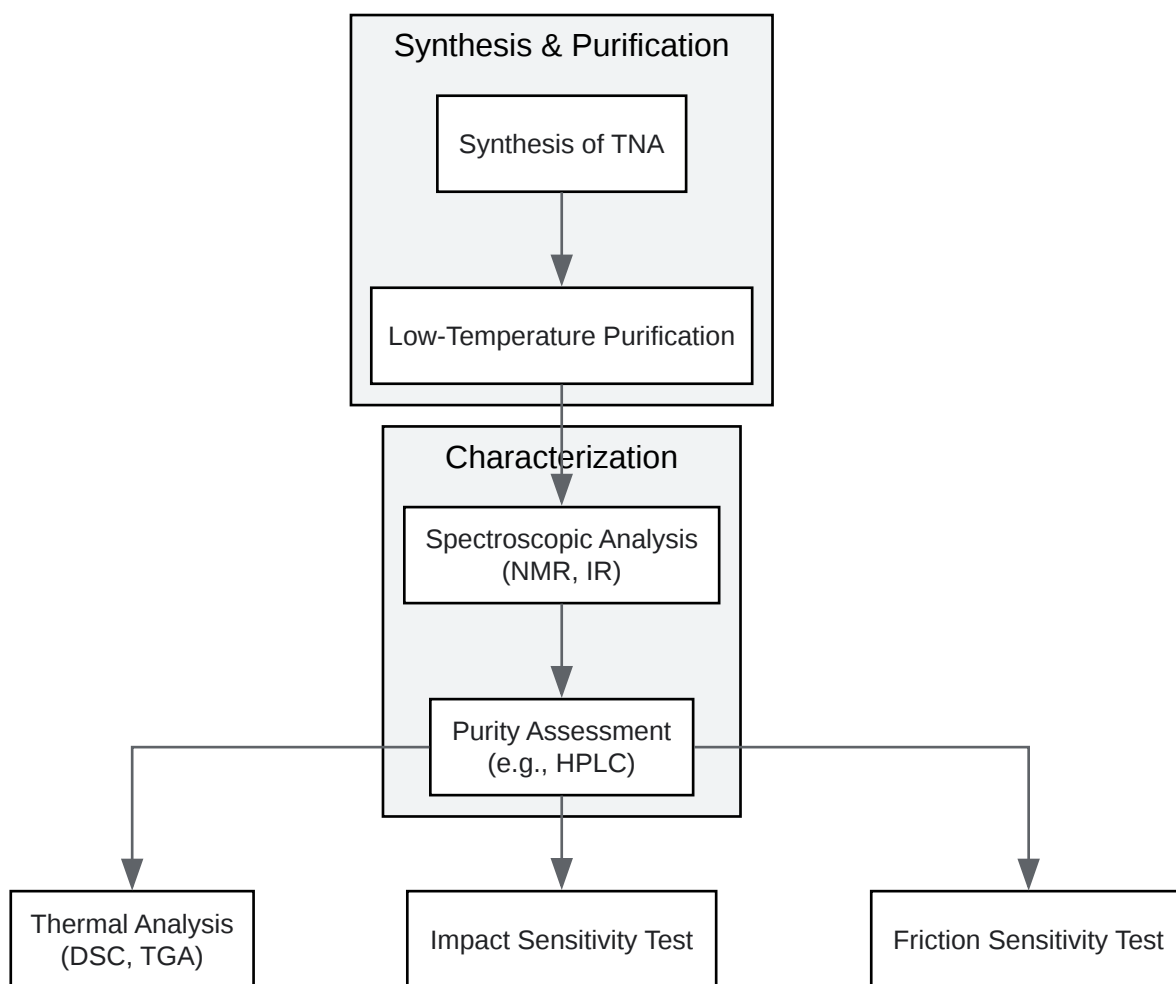 Synthesis & Purification
Synthesis of TNA
Low-Temperature Purification
Characterization
Spectroscopic Analysis
(NMR, IR)
Purity Assessment
(e.g., HPLC)
Thermal Analysis
(DSC, TGA)
Impact Sensitivity Test
Friction Sensitivity Test